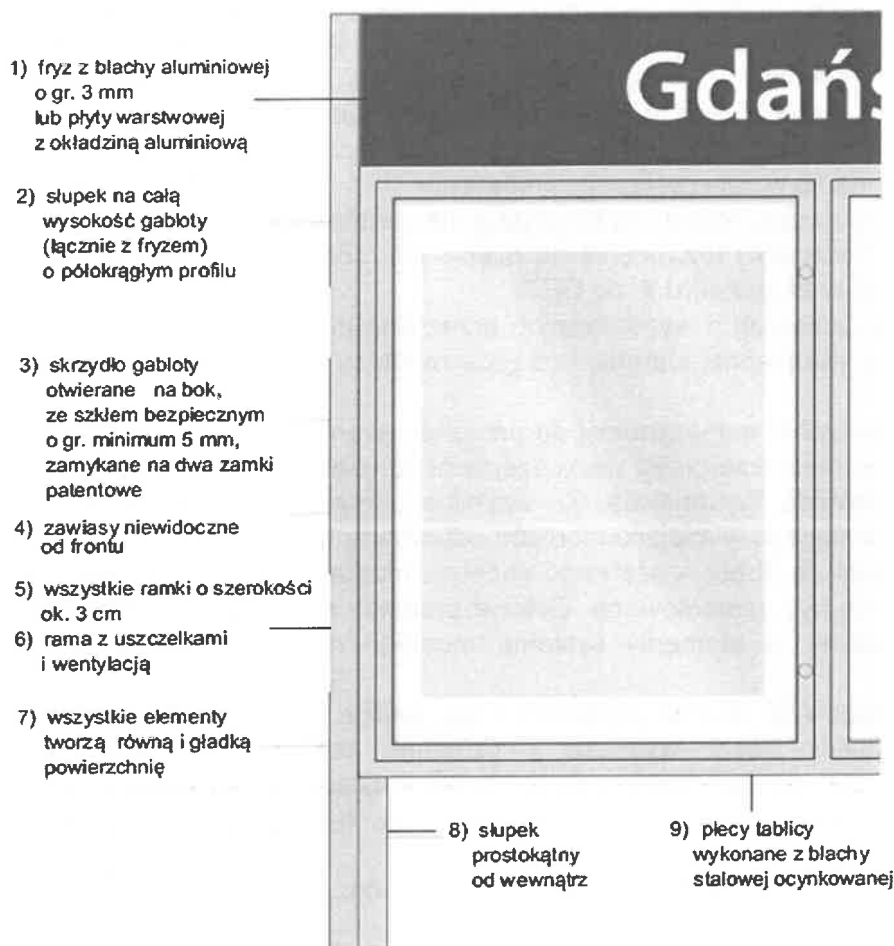 Gdańs
1) fryz z blachy aluminiowej
o gr. 3 mm
lub płyty warstwowej
z okładziną aluminiową
2) słupek na całą
wysokość gabloty
(łącznie z fryzem)
o półokrągłym profilu
3) skrzydło gabloty
otwierane na bok,
ze szkłem bezpiecznym
o gr. minimum 5 mm,
zamykane na dwa zamki
patentowe
4) zawiasy niewidoczne
od frontu
5) wszystkie ramki o szerokości
ok. 3 cm
6) rama z uszczelkami
i wentylacją
7) wszystkie elementy
tworzą równą i gładką
powierzchnię
8) słupek
prostokątny
od wewnątrz
9) plecy tablicy
wykonane z blachy
stalowej ocynkowanej